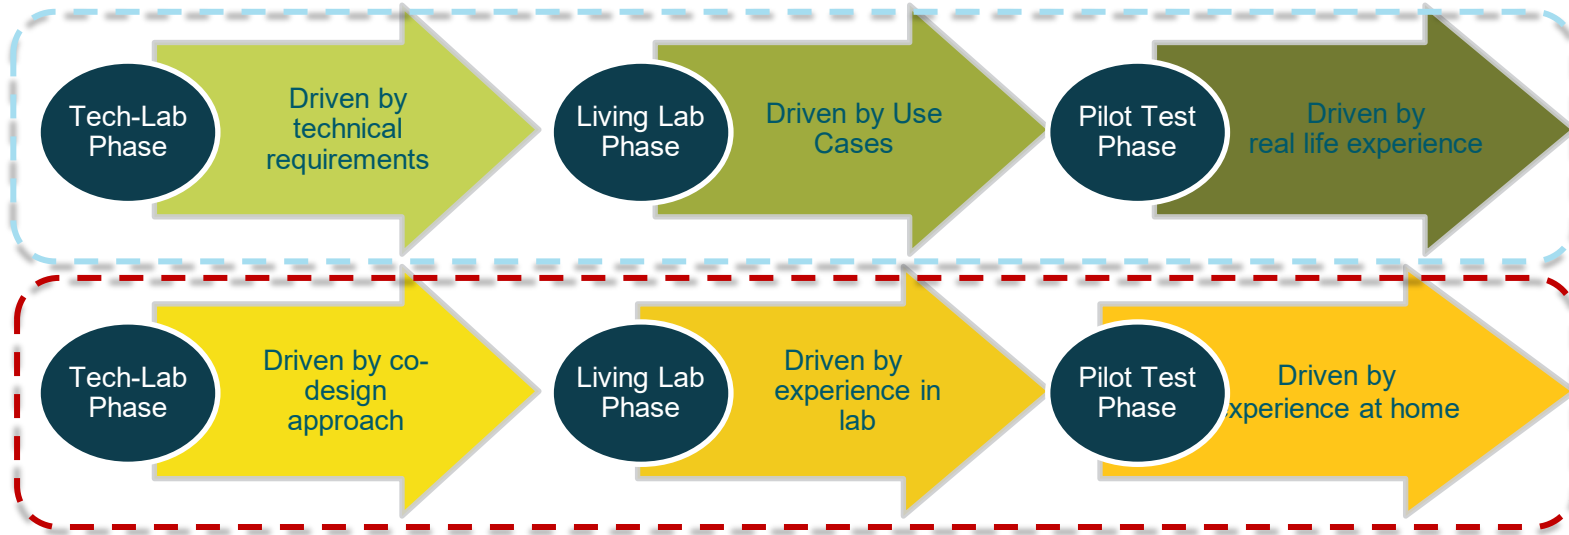 Tech-Lab
Phase
Driven by
technical
requirements
Living Lab
Phase
Driven by Use
Cases
Pilot Test
Phase
Driven by
real life experience
Tech-Lab
Phase
Driven by co-
design
approach
Living Lab
Phase
Driven by
experience in
lab
Pilot Test
Phase
Driven by
xperience at home